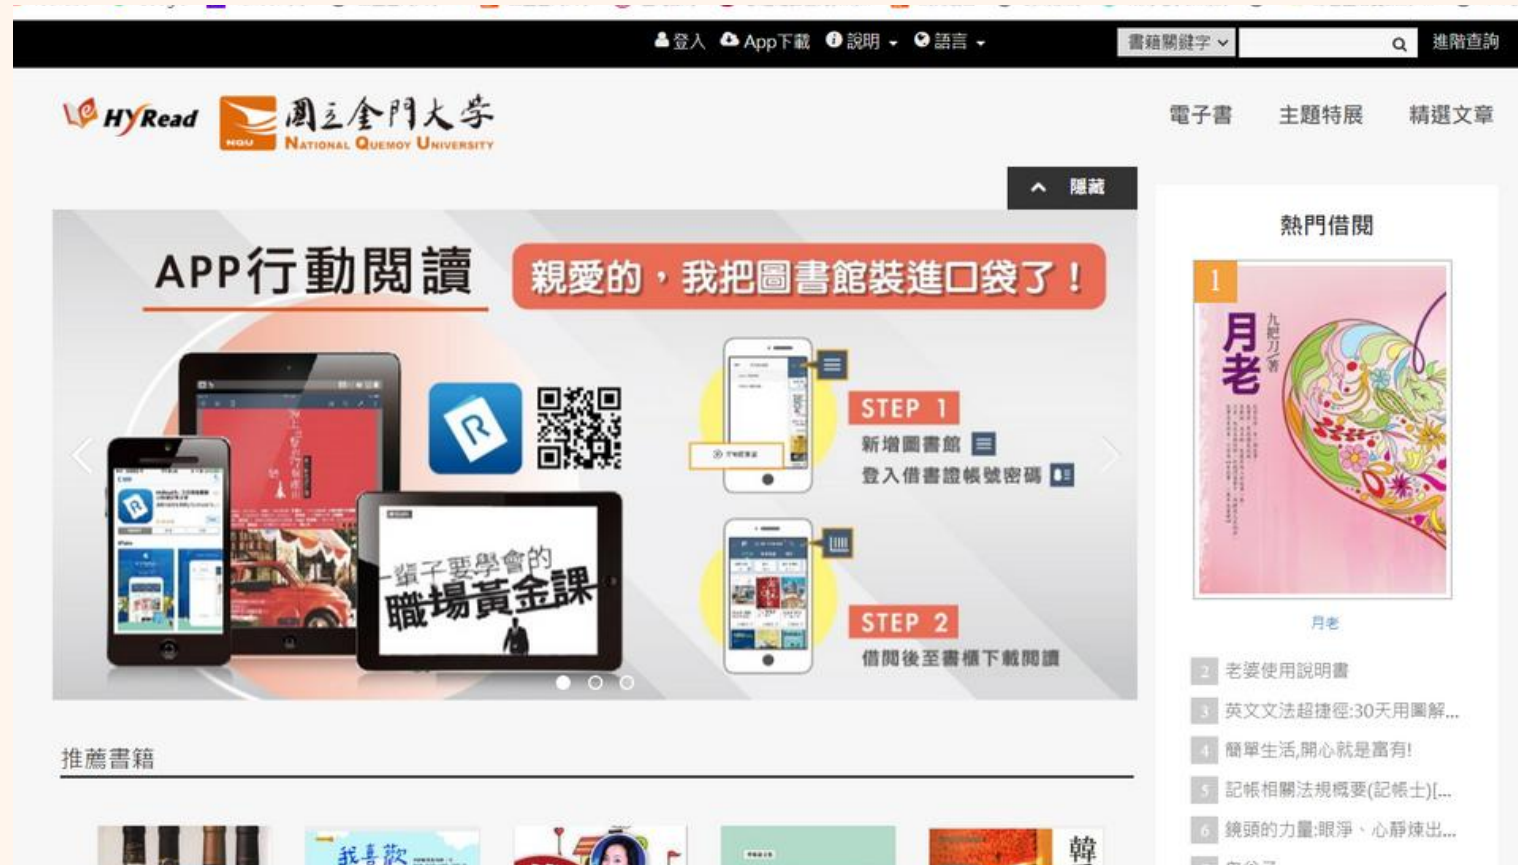 登入 App下載 說明 語言 書籍關鍵字 進階查詢
HyRead NQU 國立金門大學
NATIONAL QUEMOY UNIVERSITY
電子書 主題特展 精選文章
隱藏
APP行動閱讀
親愛的，我把圖書館裝進口袋了！
STEP 1
新增圖書館
登入借書證帳號密碼
一輩子要學會的
職場黃金課
STEP 2
借閱後至書櫃下載閱讀
熱門借閱
1
月老
九把刀/著
月老
2 老婆使用說明書
3 英文文法超捷徑:30天用圖解...
4 簡單生活,開心就是富有!
5 記帳相關法規概要(記帳士)[...
6 鏡頭的力量:眼淨、心靜煉出...
推薦書籍
我喜歡
韓